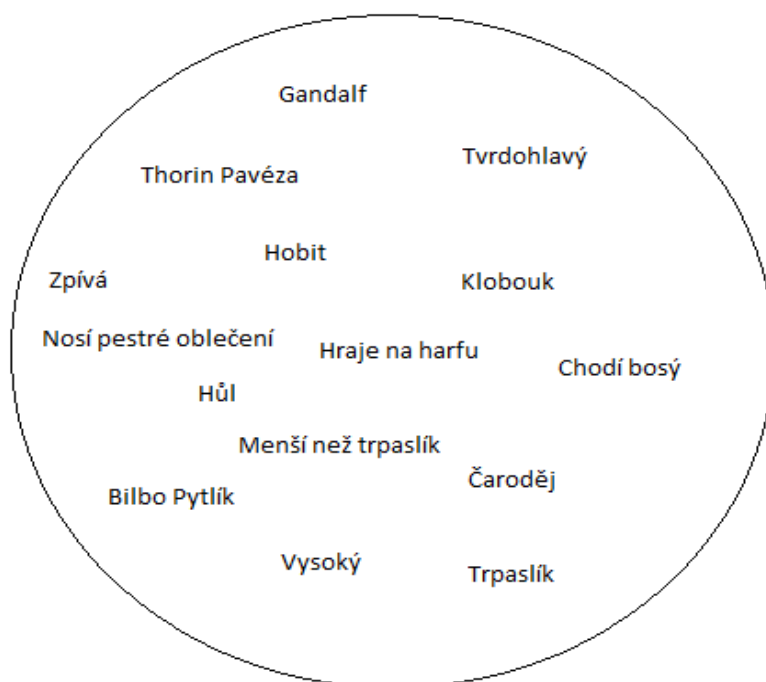 Gandalf
Tvrdohlavý
Thorin Pavéza
Hobit
Zpívá
Klobouk
Nosí pestré oblečení
Hraje na harfu
Chodí bosý
Hůl
Menší než trpaslík
Čaroděj
Bilbo Pytlík
Vysoký
Trpaslík